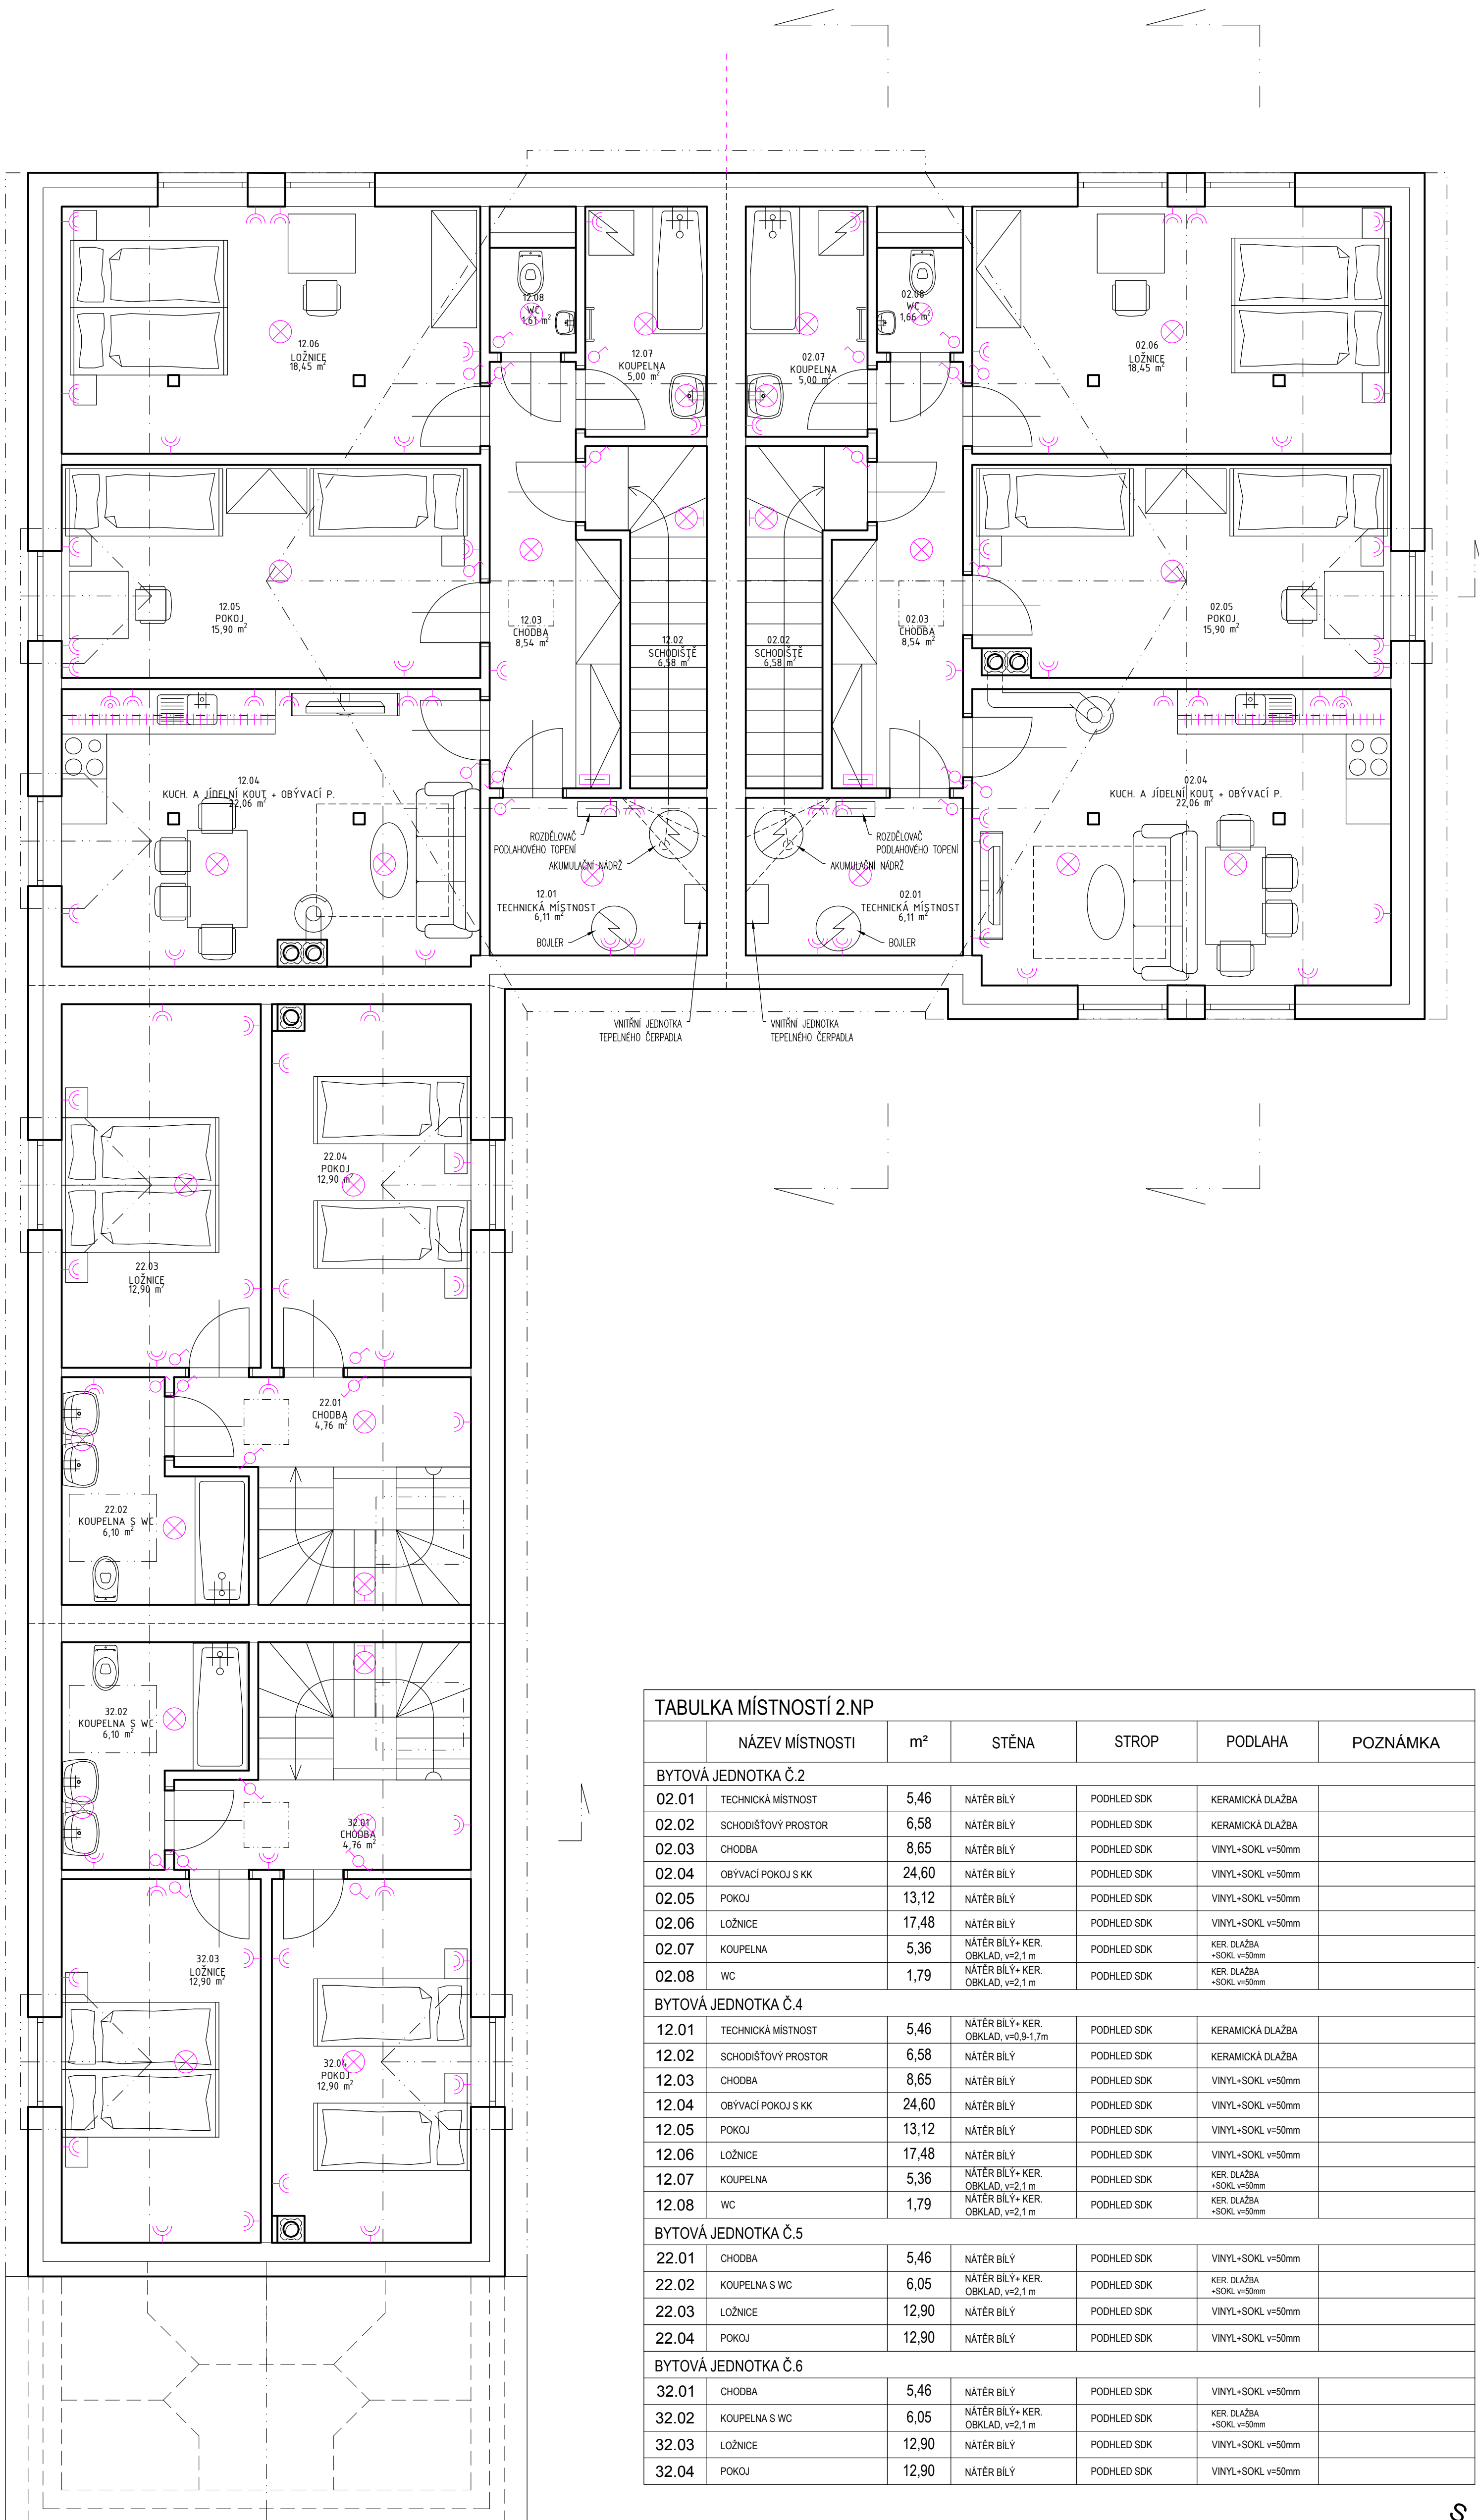 12.06
LOŽNICE
18,45 m²
12.08
WC
1,61 m²
12.07
KOUPELNA
5,00 m²
02.07
KOUPELNA
5,00 m²
02.08
WC
1,66 m²
02.06
LOŽNICE
18,45 m²
12.05
POKOJ
15,90 m²
12.03
CHODBA
8,54 m²
12.02
SCHODIŠTĚ
6,58 m²
02.02
SCHODIŠTĚ
6,58 m²
02.03
CHODBA
8,54 m²
02.05
POKOJ
15,90 m²
12.04
KUCH. A JÍDELNÍ KOUT + OBÝVACÍ P.
22,06 m²
02.04
KUCH. A JÍDELNÍ KOUT + OBÝVACÍ P.
22,06 m²
ROZDĚLOVAČ
PODLAHOVÉHO TOPENÍ
AKUMULAČNÍ NÁDRŽ
12.01
TECHNICKÁ MÍSTNOST
6,11 m²
BOJLER
ROZDĚLOVAČ
PODLAHOVÉHO TOPENÍ
AKUMULAČNÍ NÁDRŽ
02.01
TECHNICKÁ MÍSTNOST
6,11 m²
BOJLER
VNITŘNÍ JEDNOTKA
TEPELNÉHO ČERPADLA
VNITŘNÍ JEDNOTKA
TEPELNÉHO ČERPADLA
22.04
POKOJ
12,90 m²
22.03
LOŽNICE
12,90 m²
22.01
CHODBA
4,76 m²
22.02
KOUPELNA S WC
6,10 m²
32.02
KOUPELNA S WC
6,10 m²
32.01
CHODBA
4,76 m²
32.03
LOŽNICE
12,90 m²
32.04
POKOJ
12,90 m²
TABULKA MÍSTNOSTÍ 2.NP
NÁZEV MÍSTNOSTI m² STĚNA STROP PODLAHA POZNÁMKA
BYTOVÁ JEDNOTKA Č.2
02.01 TECHNICKÁ MÍSTNOST 5,46 NÁTĚR BÍLÝ PODHLED SDK KERAMICKÁ DLAŽBA
02.02 SCHODIŠŤOVÝ PROSTOR 6,58 NÁTĚR BÍLÝ PODHLED SDK KERAMICKÁ DLAŽBA
02.03 CHODBA 8,65 NÁTĚR BÍLÝ PODHLED SDK VINYL+SOKL v=50mm
02.04 OBÝVACÍ POKOJ S KK 24,60 NÁTĚR BÍLÝ PODHLED SDK VINYL+SOKL v=50mm
02.05 POKOJ 13,12 NÁTĚR BÍLÝ PODHLED SDK VINYL+SOKL v=50mm
02.06 LOŽNICE 17,48 NÁTĚR BÍLÝ PODHLED SDK VINYL+SOKL v=50mm
02.07 KOUPELNA 5,36 NÁTĚR BÍLÝ+ KER. PODHLED SDK KER. DLAŽBA
OBKLAD, v=2,1 m +SOKL v=50mm
02.08 WC 1,79 NÁTĚR BÍLÝ+ KER. PODHLED SDK KER. DLAŽBA
OBKLAD, v=2,1 m +SOKL v=50mm
BYTOVÁ JEDNOTKA Č.4
12.01 TECHNICKÁ MÍSTNOST 5,46 NÁTĚR BÍLÝ+ KER. PODHLED SDK KERAMICKÁ DLAŽBA
OBKLAD, v=0,9-1,7m
12.02 SCHODIŠŤOVÝ PROSTOR 6,58 NÁTĚR BÍLÝ PODHLED SDK KERAMICKÁ DLAŽBA
12.03 CHODBA 8,65 NÁTĚR BÍLÝ PODHLED SDK VINYL+SOKL v=50mm
12.04 OBÝVACÍ POKOJ S KK 24,60 NÁTĚR BÍLÝ PODHLED SDK VINYL+SOKL v=50mm
12.05 POKOJ 13,12 NÁTĚR BÍLÝ PODHLED SDK VINYL+SOKL v=50mm
12.06 LOŽNICE 17,48 NÁTĚR BÍLÝ PODHLED SDK VINYL+SOKL v=50mm
12.07 KOUPELNA 5,36 NÁTĚR BÍLÝ+ KER. PODHLED SDK KER. DLAŽBA
OBKLAD, v=2,1 m +SOKL v=50mm
12.08 WC 1,79 NÁTĚR BÍLÝ+ KER. PODHLED SDK KER. DLAŽBA
OBKLAD, v=2,1 m +SOKL v=50mm
BYTOVÁ JEDNOTKA Č.5
22.01 CHODBA 5,46 NÁTĚR BÍLÝ PODHLED SDK VINYL+SOKL v=50mm
22.02 KOUPELNA S WC 6,05 NÁTĚR BÍLÝ+ KER. PODHLED SDK KER. DLAŽBA
OBKLAD, v=2,1 m +SOKL v=50mm
22.03 LOŽNICE 12,90 NÁTĚR BÍLÝ PODHLED SDK VINYL+SOKL v=50mm
22.04 POKOJ 12,90 NÁTĚR BÍLÝ PODHLED SDK VINYL+SOKL v=50mm
BYTOVÁ JEDNOTKA Č.6
32.01 CHODBA 5,46 NÁTĚR BÍLÝ PODHLED SDK VINYL+SOKL v=50mm
32.02 KOUPELNA S WC 6,05 NÁTĚR BÍLÝ+ KER. PODHLED SDK KER. DLAŽBA
OBKLAD, v=2,1 m +SOKL v=50mm
32.03 LOŽNICE 12,90 NÁTĚR BÍLÝ PODHLED SDK VINYL+SOKL v=50mm
32.04 POKOJ 12,90 NÁTĚR BÍLÝ PODHLED SDK VINYL+SOKL v=50mm
S